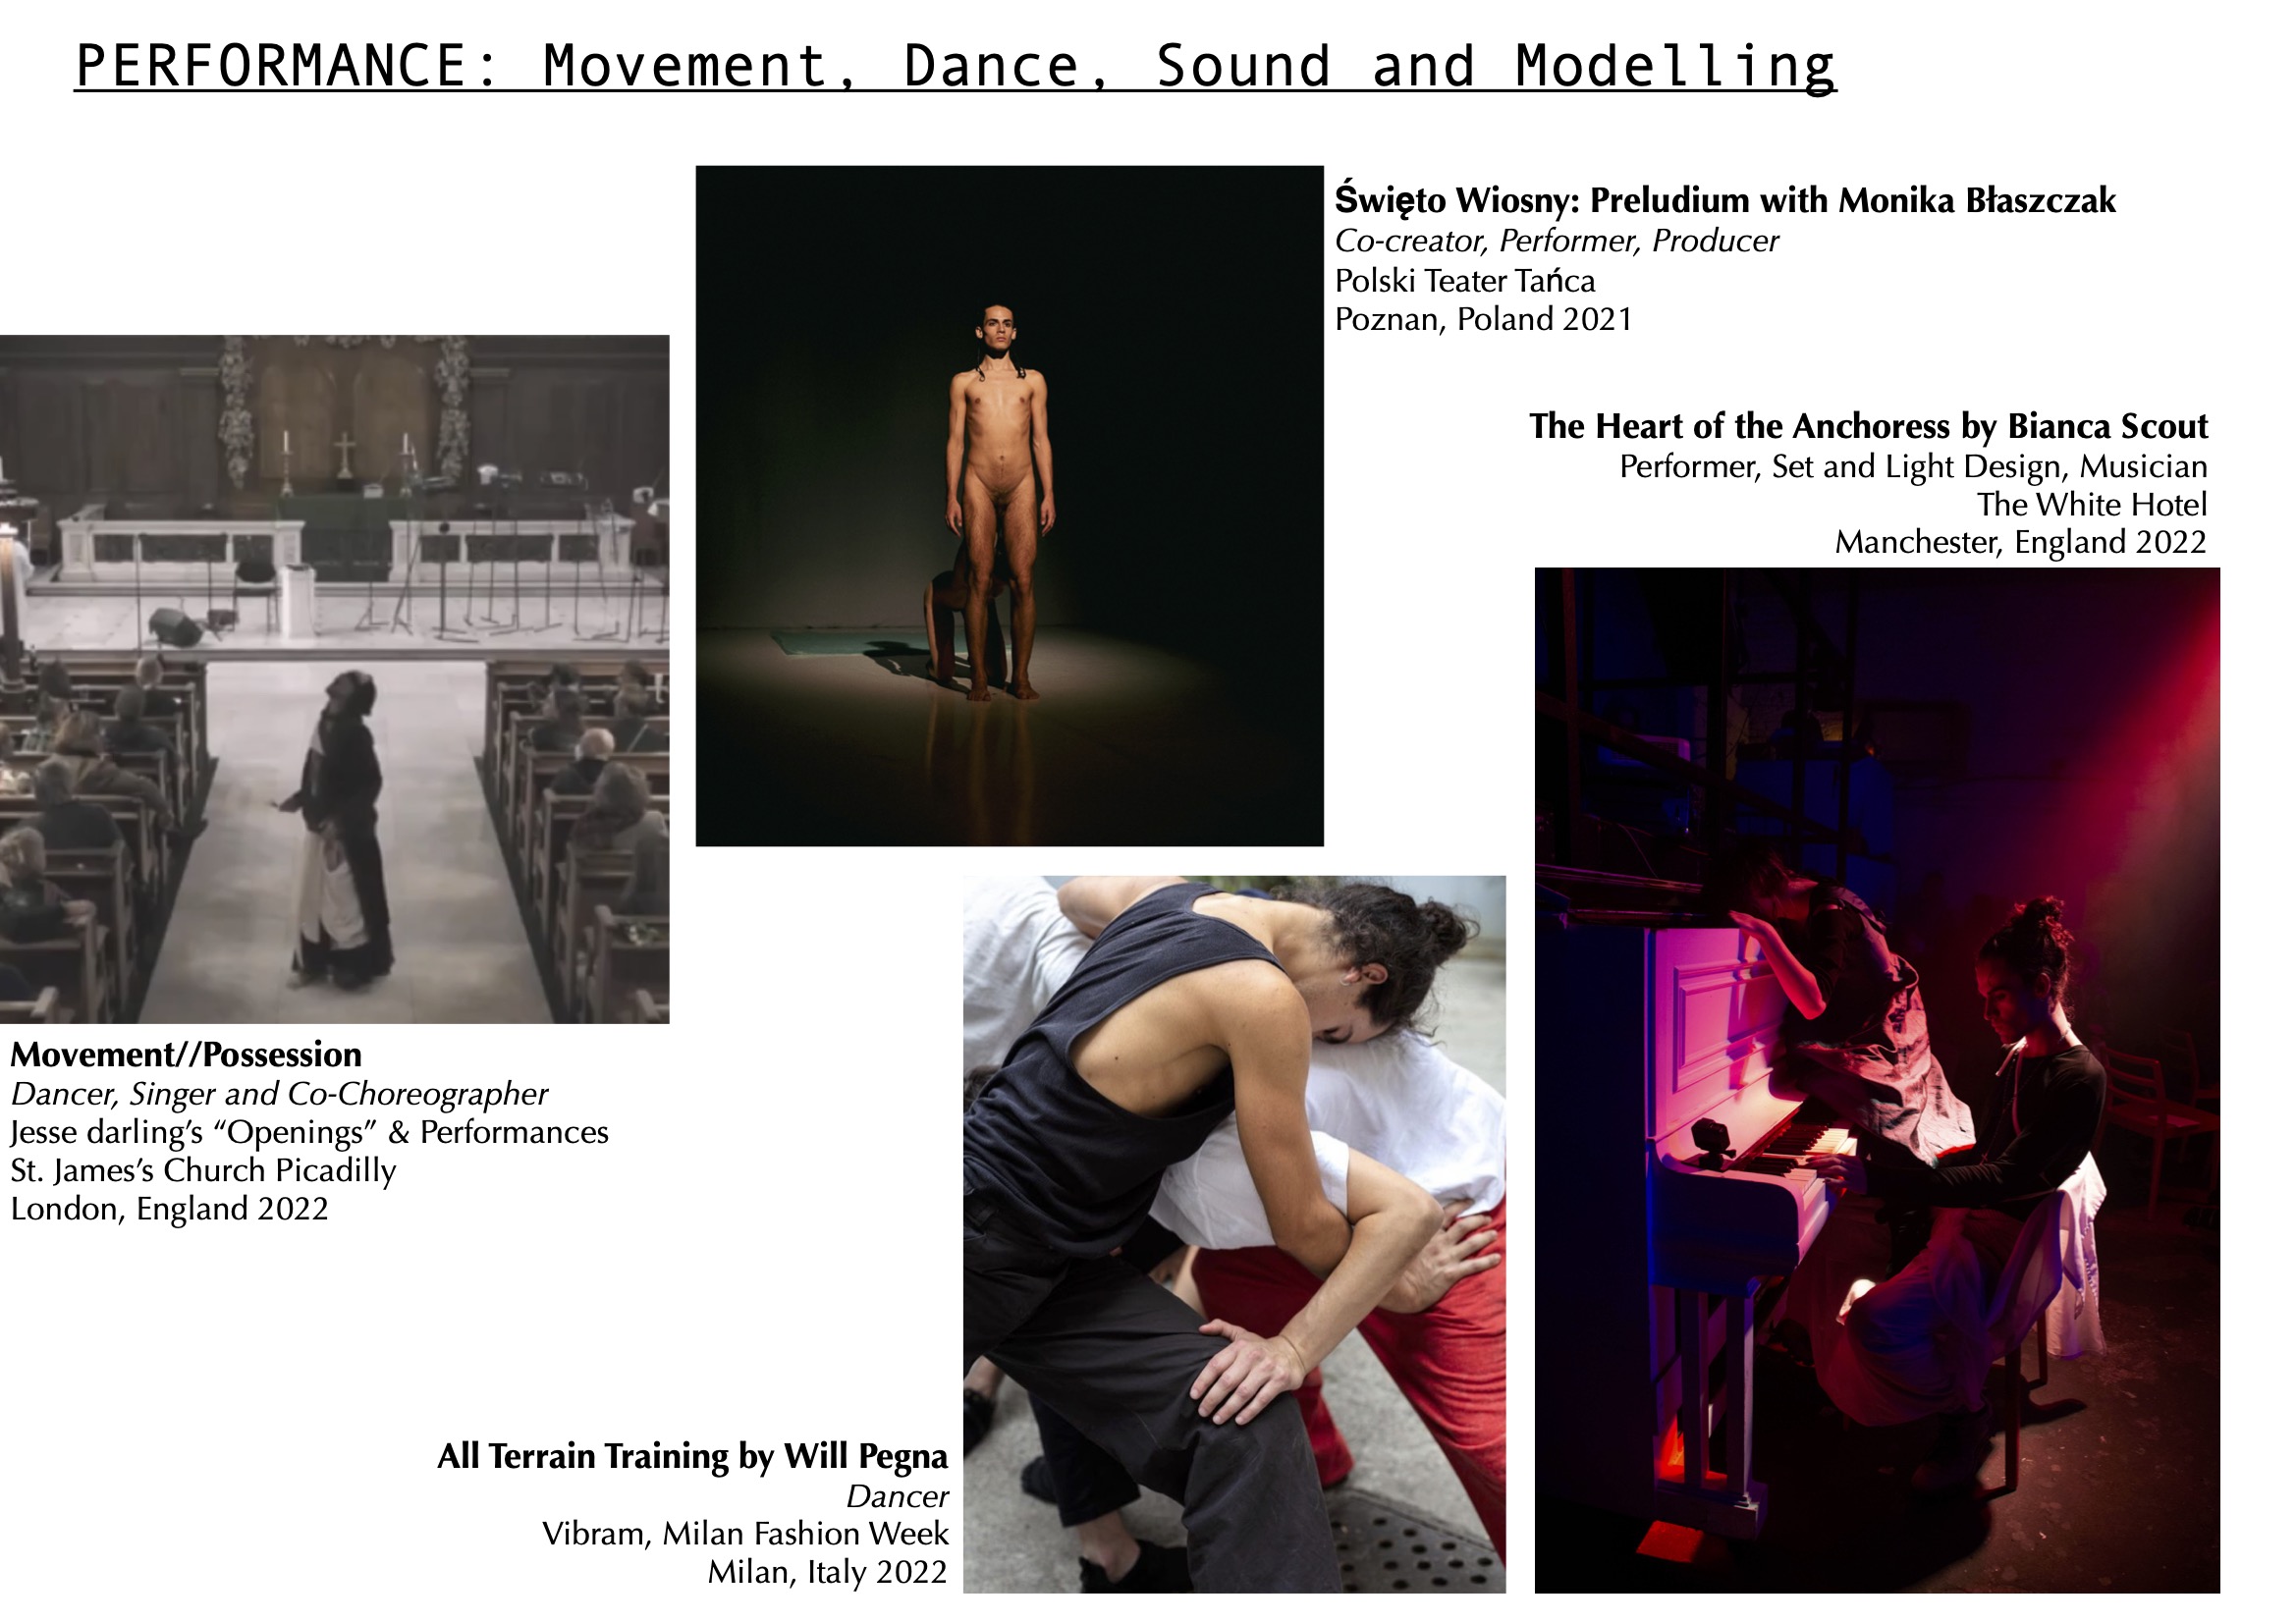 PERFORMANCE: Movement, Dance, Sound and Modelling
Święto Wiosny: Preludium with Monika Błaszczak
Co-creator, Performer, Producer
Polski Teater Tańca
Poznan, Poland 2021
The Heart of the Anchoress by Bianca Scout
Performer, Set and Light Design, Musician
The White Hotel
Manchester, England 2022
Movement//Possession
Dancer, Singer and Co-Choreographer
Jesse darling’s “Openings” & Performances
St. James’s Church Picadilly
London, England 2022
All Terrain Training by Will Pegna
Dancer
Vibram, Milan Fashion Week
Milan, Italy 2022